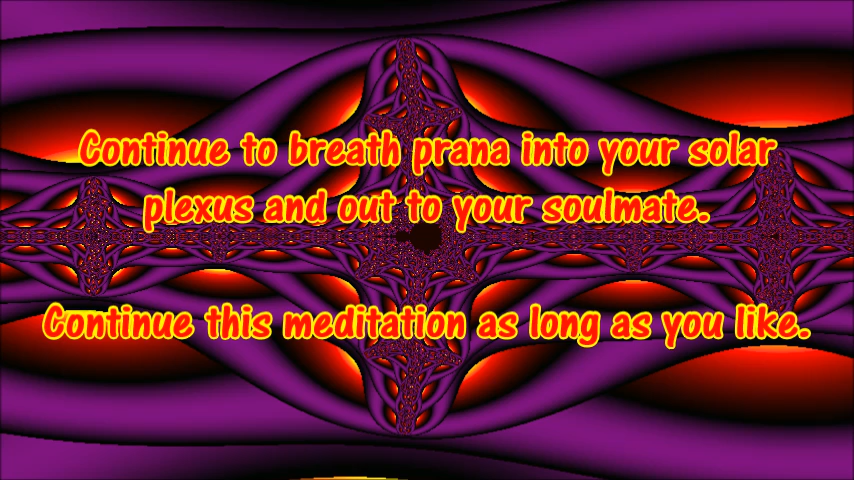 Continue to breath prana into your solar
plexus and out to your soulmate.
Continue this meditation as long as you like.